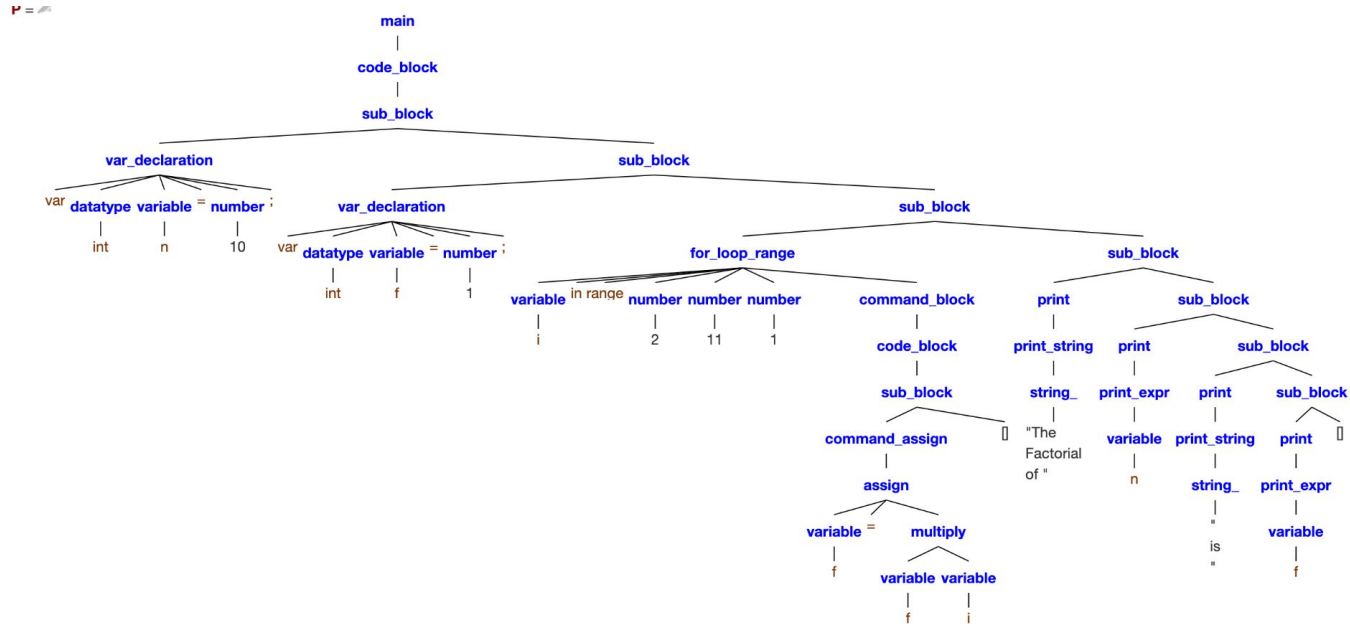 P =
main
code_block
sub_block
var_declaration sub_block
var datatype variable = number ; var_declaration sub_block
int n 10 var datatype variable = number ; for_loop_range sub_block
int f 1 variable in range number number number command_block print sub_block
i 2 11 1 code_block print_string print sub_block
sub_block string_ print_expr print sub_block
command_assign [] "The Factorial of " variable print_string print []
assign n string_ print_expr
variable = multiply " is " variable
f variable variable f
f i